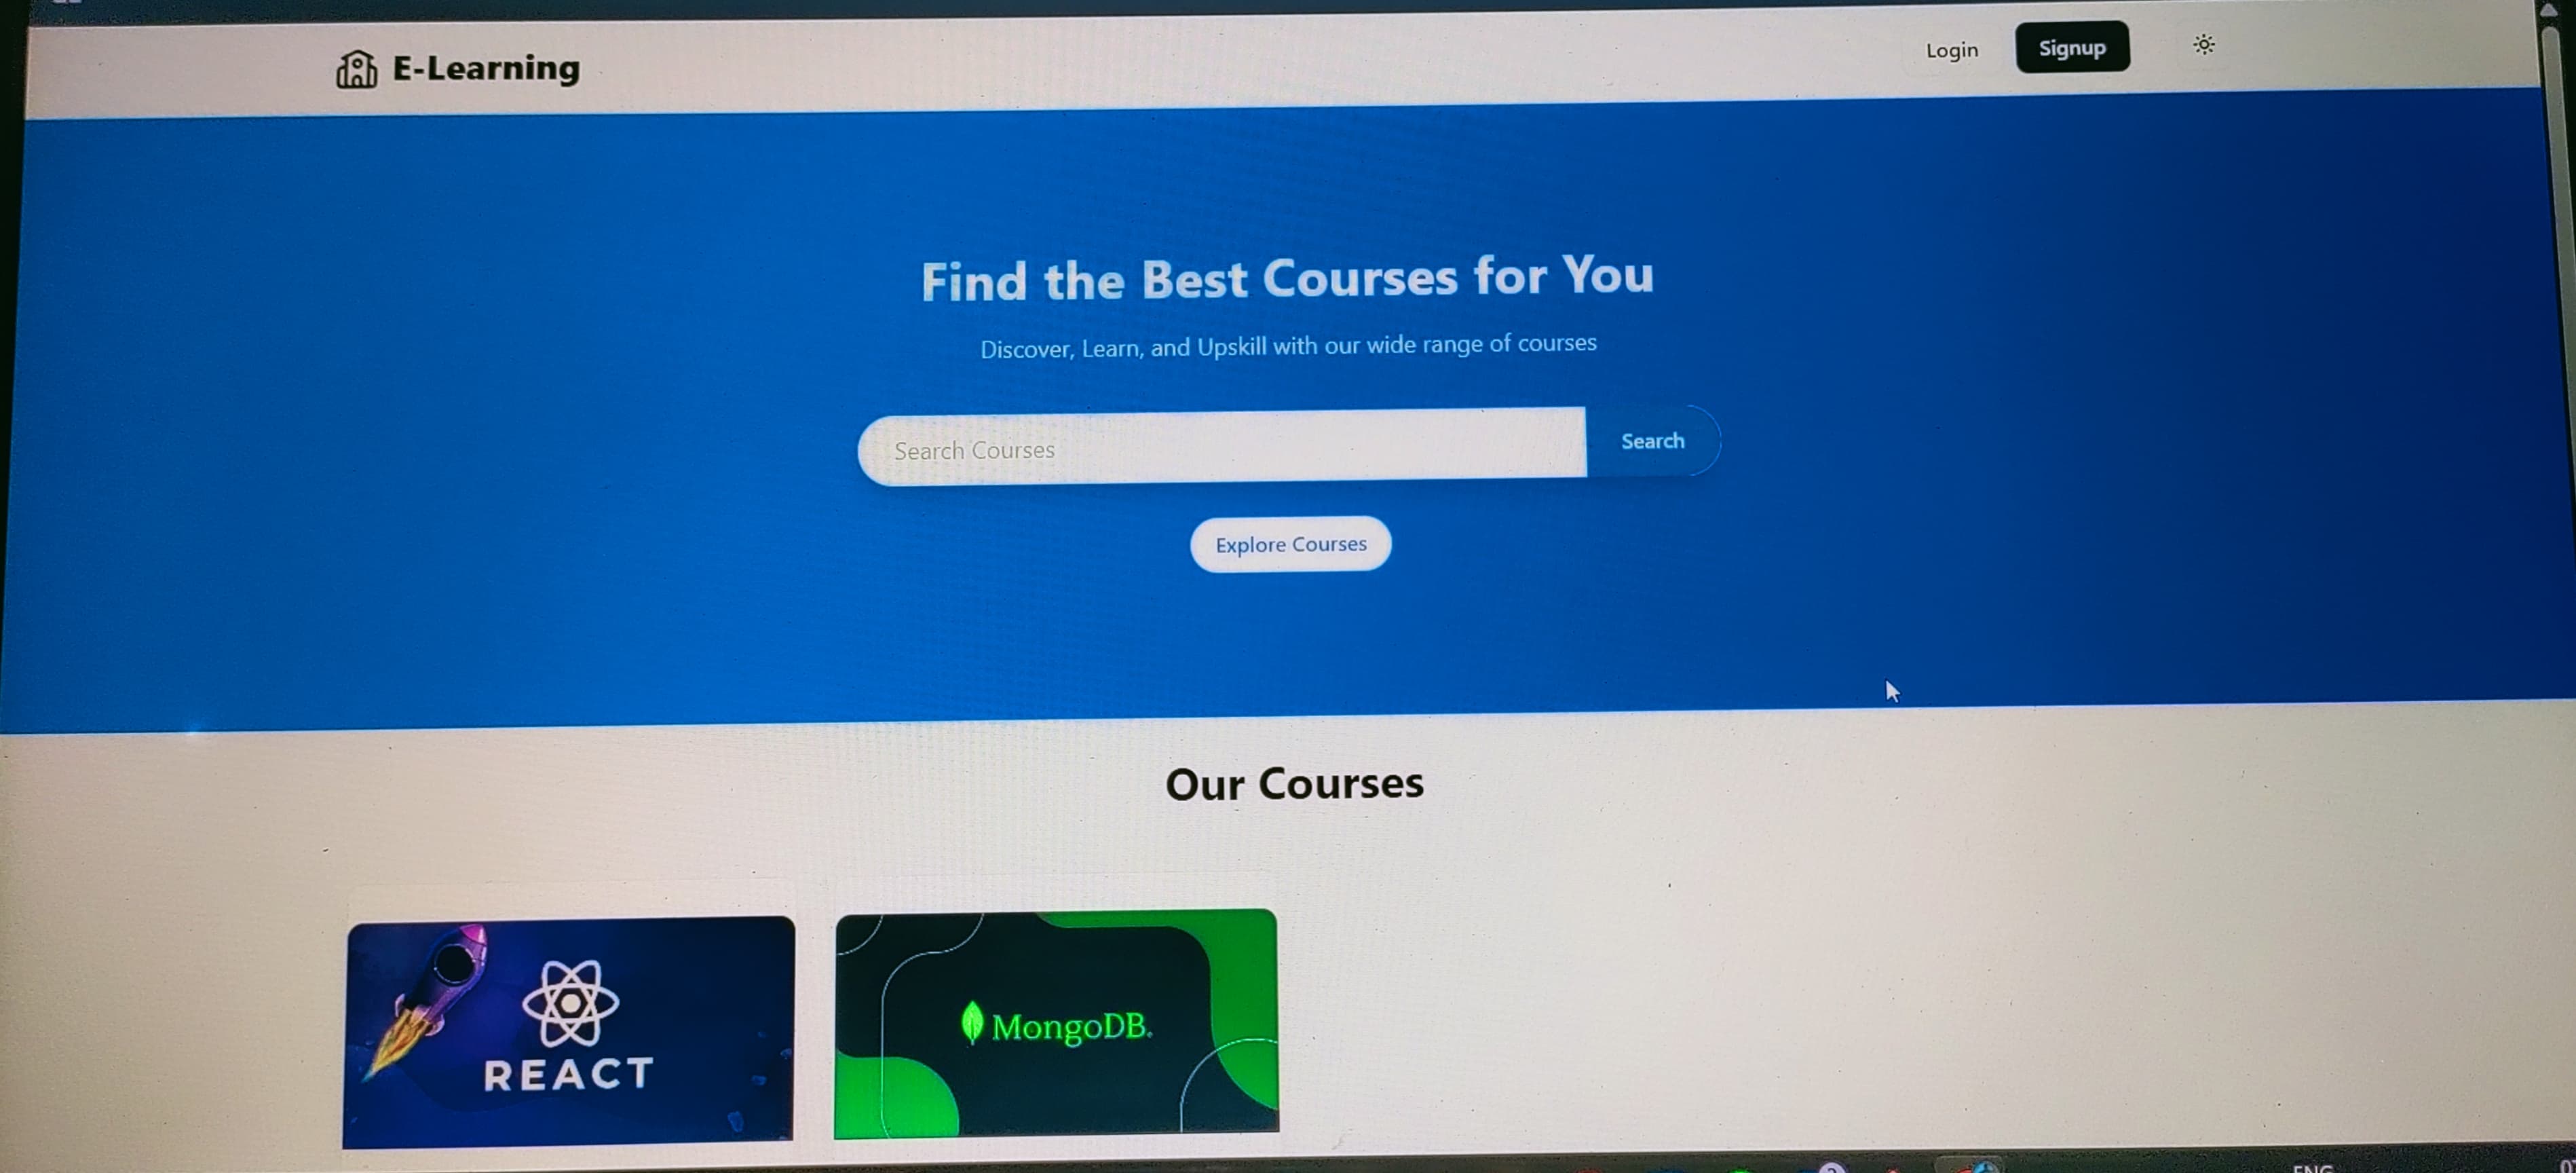 E-Learning
Login
Signup
Find the Best Courses for You
Discover, Learn, and Upskill with our wide range of courses
Search Courses
Search
Explore Courses
Our Courses
REACT
MongoDB.
ENG